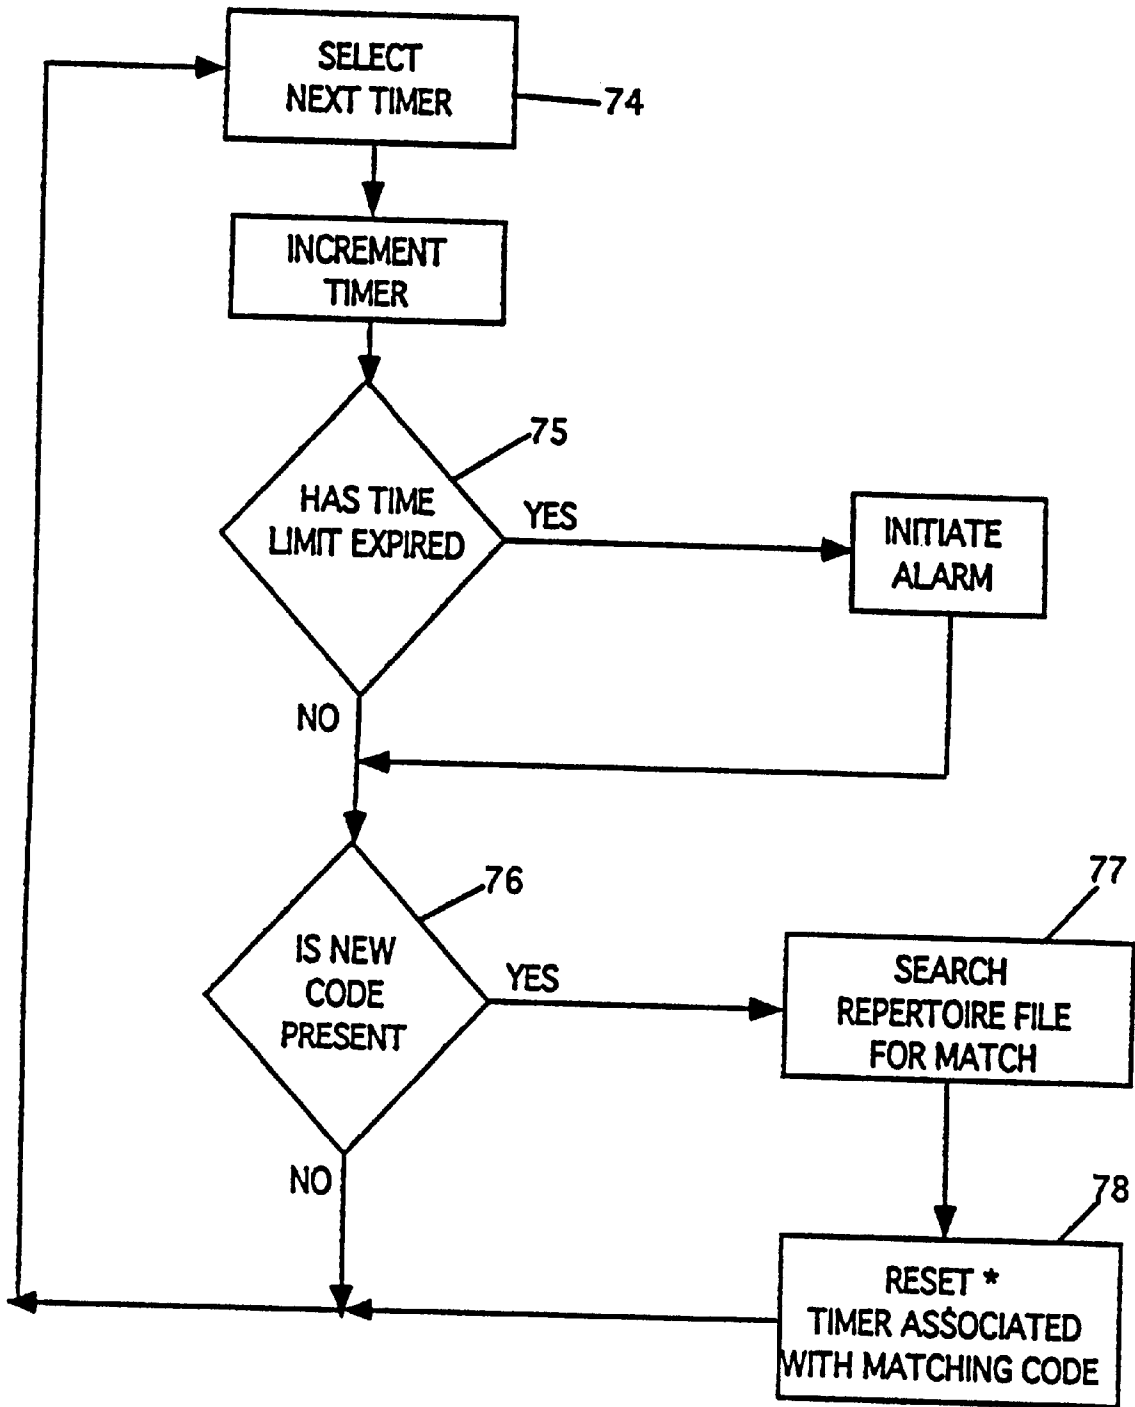 SELECT
NEXT TIMER
74
INCREMENT
TIMER
75
HAS TIME
LIMIT EXPIRED
YES
INITIATE
ALARM
NO
76
IS NEW
CODE
PRESENT
YES
77
SEARCH
REPERTOIRE FILE
FOR MATCH
NO
78
RESET *
TIMER ASSOCIATED
WITH MATCHING CODE